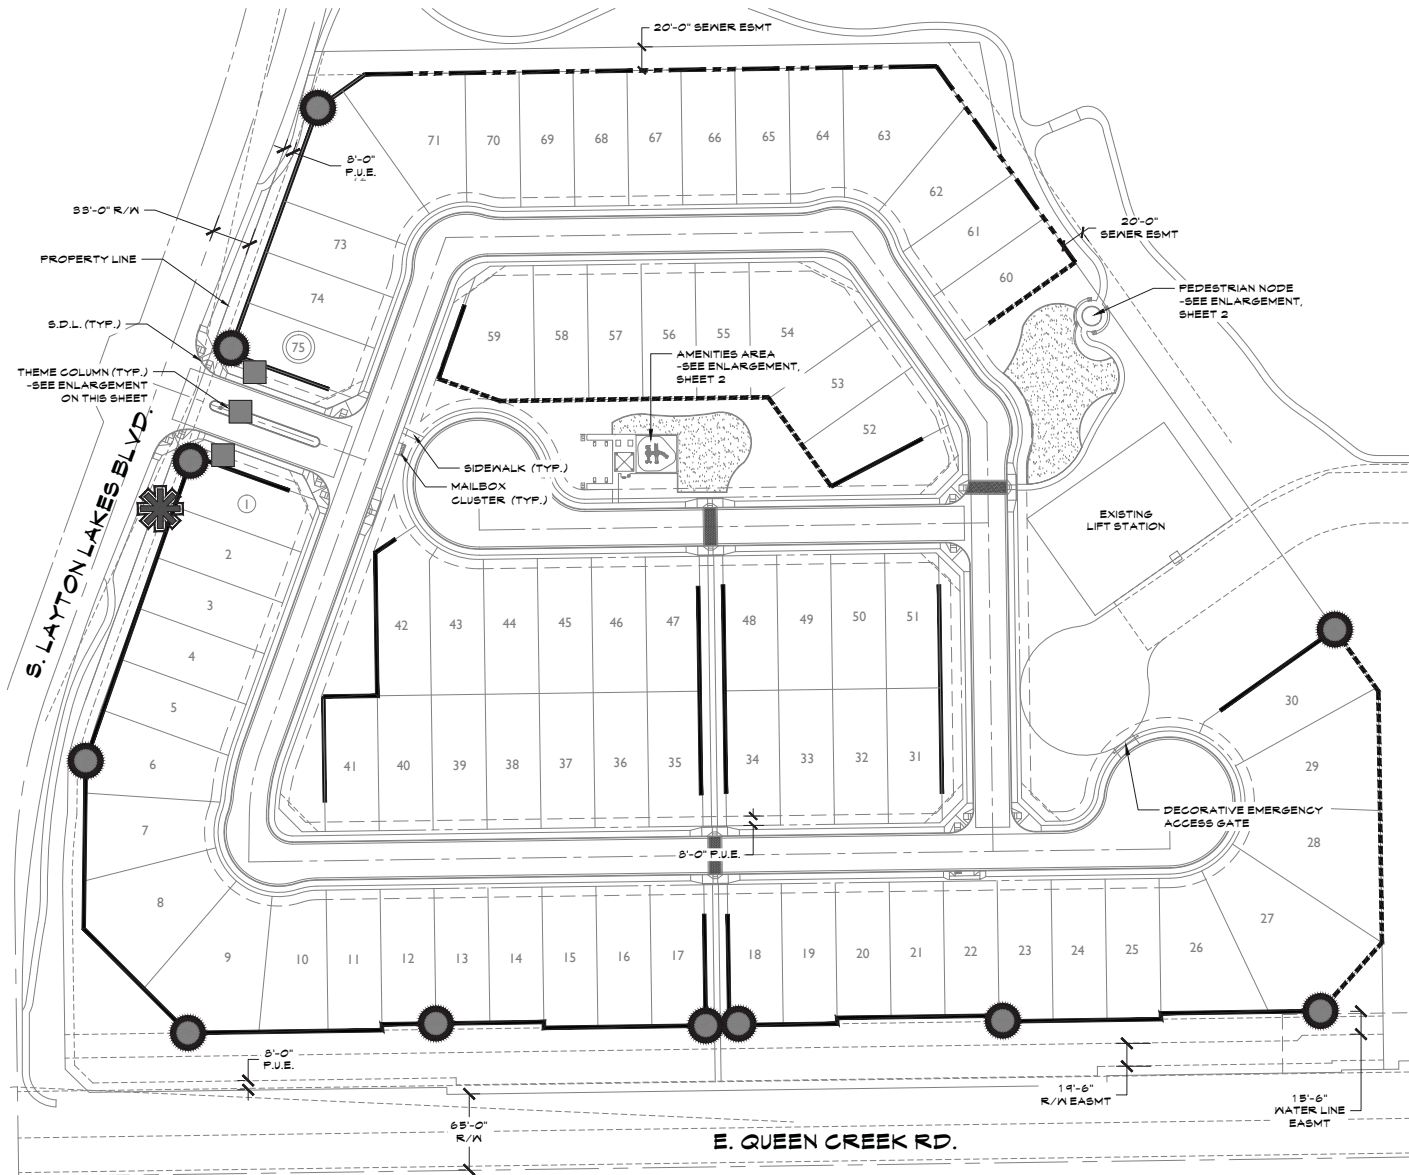 20'-0" SEWER ESMT
71
70
69
68
67
66
65
64
63
8'-0"
P.U.E.
62
33'-0" R/W
61
20'-0"
SEWER ESMT
73
PROPERTY LINE
60
74
PEDESTRIAN NODE
-SEE ENLARGEMENT,
SHEET 2
S.D.L. (TYP.)
59
58
57
56
55
54
75
AMENITIES AREA
-SEE ENLARGEMENT,
SHEET 2
THEME COLUMN (TYP.)
-SEE ENLARGEMENT
ON THIS SHEET
53
52
S. LAYTON LAKES BLVD.
SIDEWALK (TYP.)
MAILBOX
CLUSTER (TYP.)
1
EXISTING
LIFT STATION
2
3
42
43
44
45
46
47
48
49
50
51
4
5
30
6
41
40
39
38
37
36
35
34
33
32
31
29
7
DECORATIVE EMERGENCY
ACCESS GATE
28
8'-0" P.U.E.
8
27
9
10
11
12
13
14
15
16
17
18
19
20
21
22
23
24
25
26
8'-0"
P.U.E.
19'-6"
R/W EASMT
15'-6"
WATER LINE
EASMT
65'-0"
R/W
E. QUEEN CREEK RD.